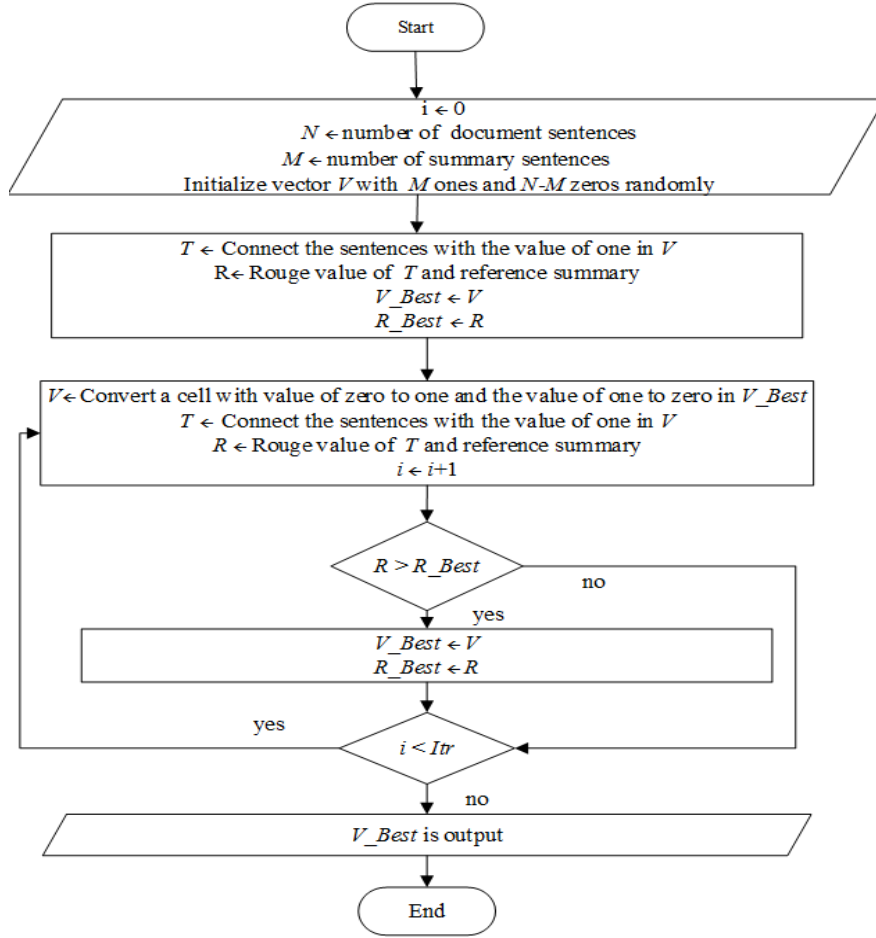 Start
i ← 0
N ← number of document sentences
M ← number of summary sentences
Initialize vector V with M ones and N-M zeros randomly
T ← Connect the sentences with the value of one in V
R← Rouge value of T and reference summary
V_Best ← V
R_Best ← R
V← Convert a cell with value of zero to one and the value of one to zero in V_Best
T ← Connect the sentences with the value of one in V
R ← Rouge value of T and reference summary
i ← i+1
R > R_Best
no
yes
V_Best ← V
R_Best ← R
yes
i < Itr
no
V_Best is output
End